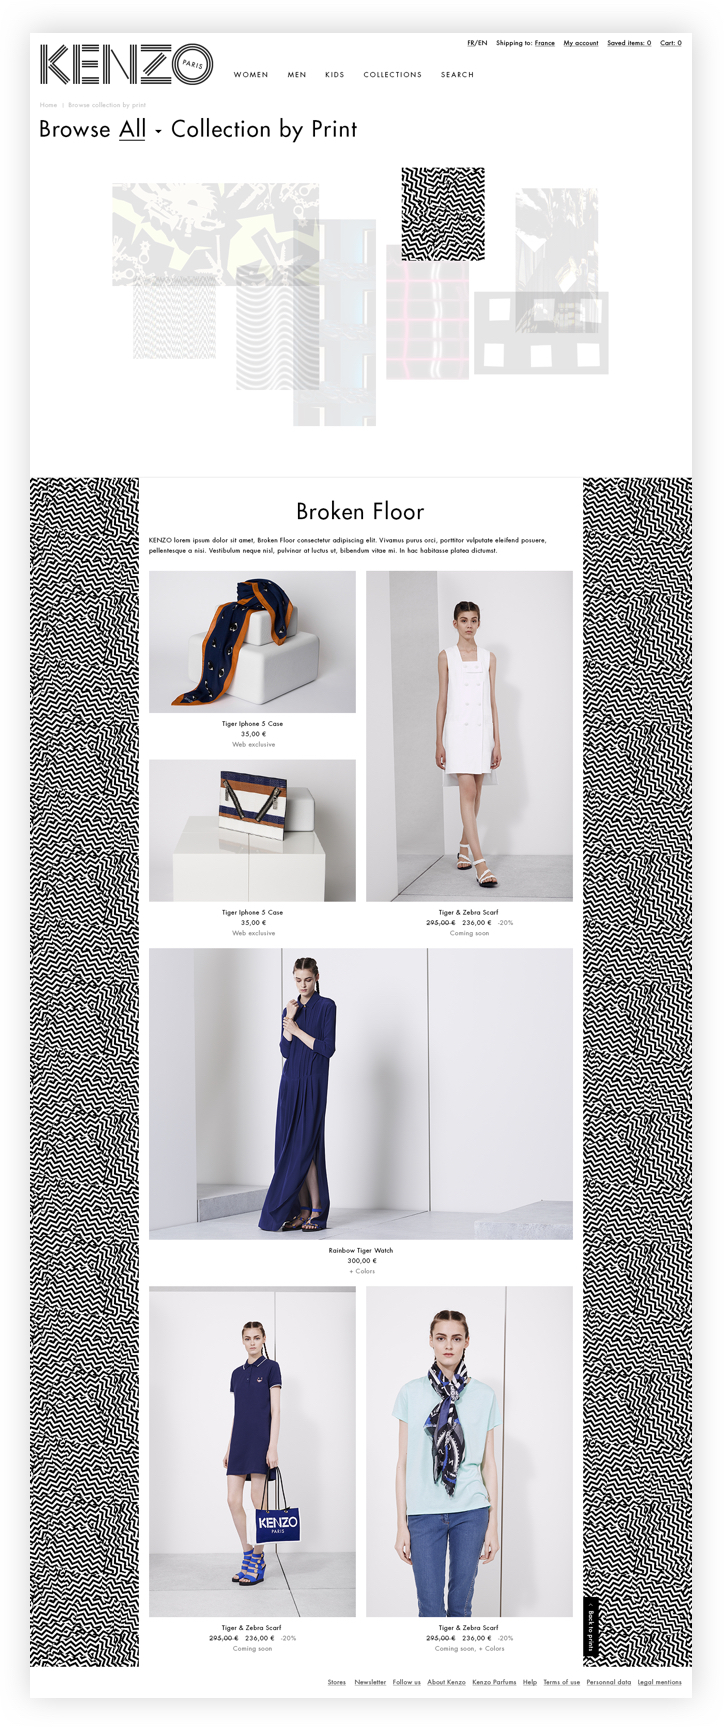 FR/EN Shipping to: France My account Saved items: 0 Cart: 0
KENZO
PARIS
WOMEN MEN KIDS COLLECTIONS SEARCH
Home | Browse collection by print
Browse All - Collection by Print
Broken Floor
KENZO lorem ipsum dolor sit amet, Broken Floor consectetur adipiscing elit. Vivamus purus orci, porttitor vulputate eleifend posuere,
pellentesque a nisi. Vestibulum neque nisl, pulvinar at luctus ut, bibendum vitae mi. In hac habitasse platea dictumst.
Tiger Iphone 5 Case
35,00 €
Web exclusive
Tiger Iphone 5 Case
35,00 €
Web exclusive
Tiger & Zebra Scarf
295,00 € 236,00 € -20%
Coming soon
Rainbow Tiger Watch
300,00 €
+ Colors
KENZO
PARIS
Tiger & Zebra Scarf
295,00 € 236,00 € -20%
Coming soon
Tiger & Zebra Scarf
295,00 € 236,00 € -20%
Coming soon, + Colors
‹ Back to prints
Stores Newsletter Follow us About Kenzo Kenzo Parfums Help Terms of use Personnal data Legal mentions